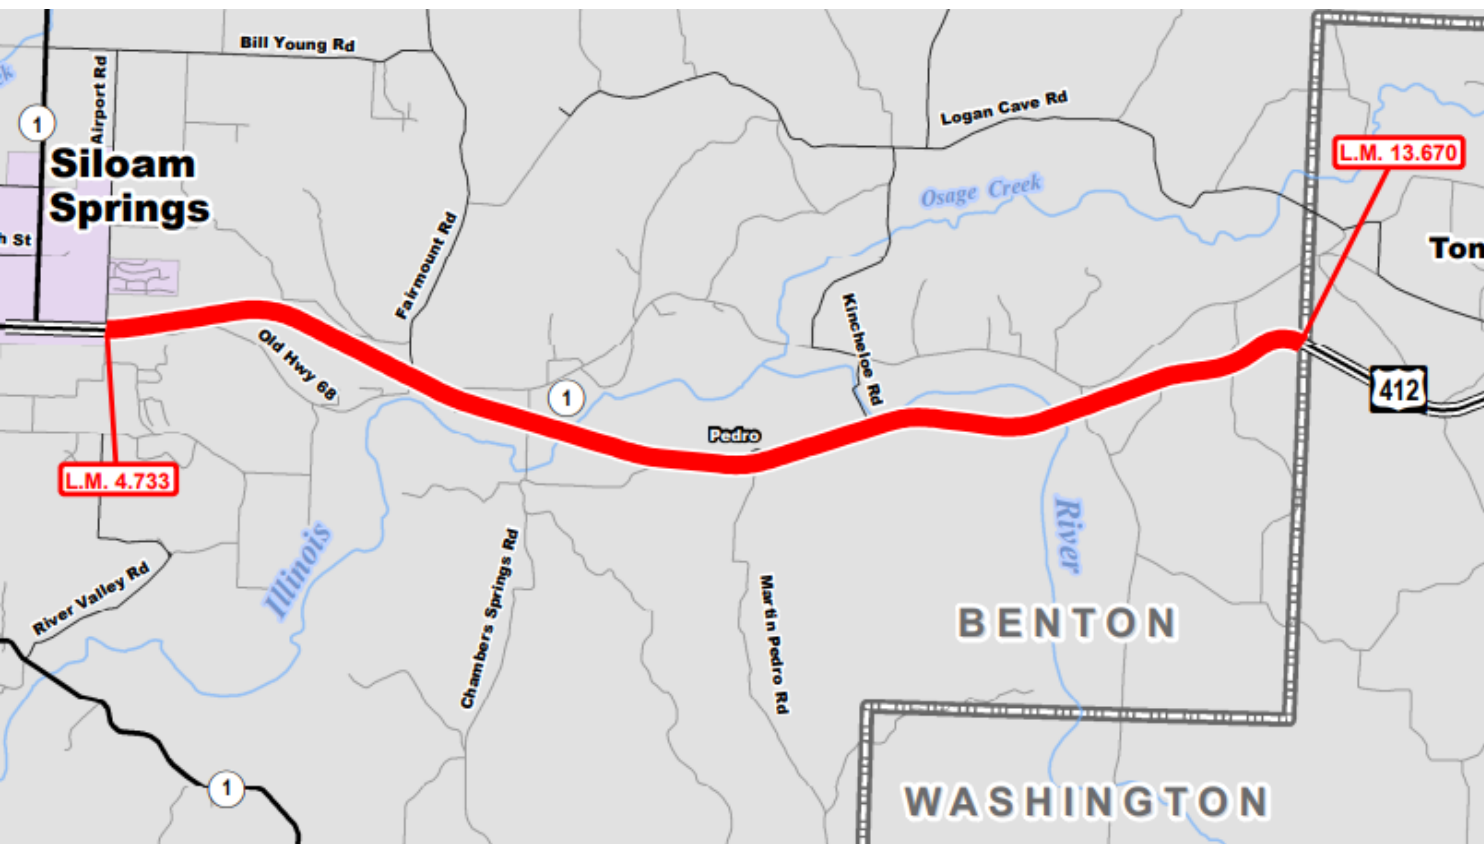 Bill Young Rd
Airport Rd
1
Siloam
Springs
Logan Cave Rd
L.M. 13.670
Osage Creek
Fairmount Rd
Kincheloe Rd
Old Hwy 68
412
1
Pedro
L.M. 4.733
Illinois
River
River Valley Rd
Chambers Springs Rd
Martin Pedro Rd
BENTON
WASHINGTON
1